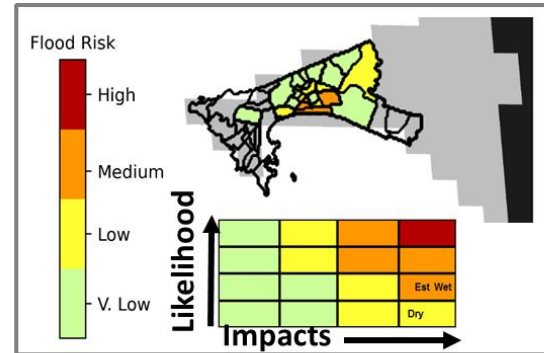 Flood Risk
High
Medium
Low
V. Low
Likelihood
Est Wet
Dry
Impacts